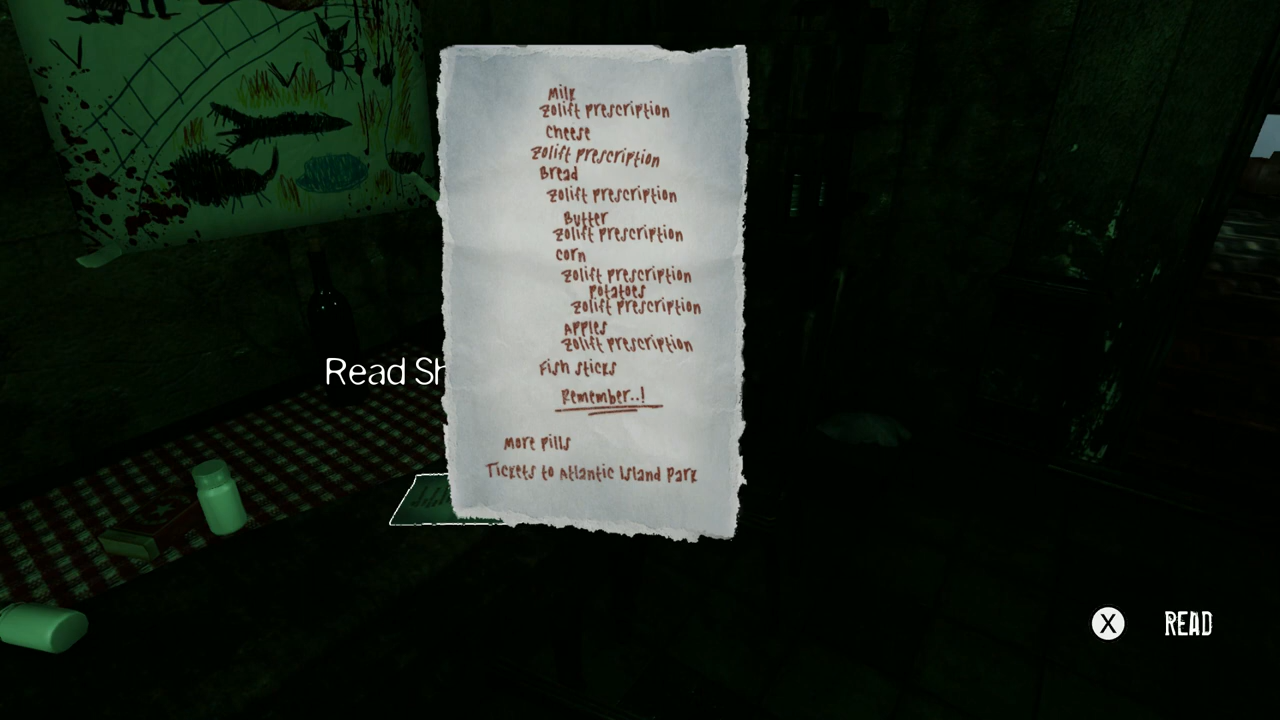 Milk
Zolift prescription
Cheese
Zolift prescription
Bread
Zolift prescription
Butter
Zolift prescription
Corn
Zolift prescription
Potatoes
Zolift prescription
Apples
Zolift prescription
Fish sticks
Remember..!
More pills
Tickets to Atlantic Island Park
Read Sh
X READ